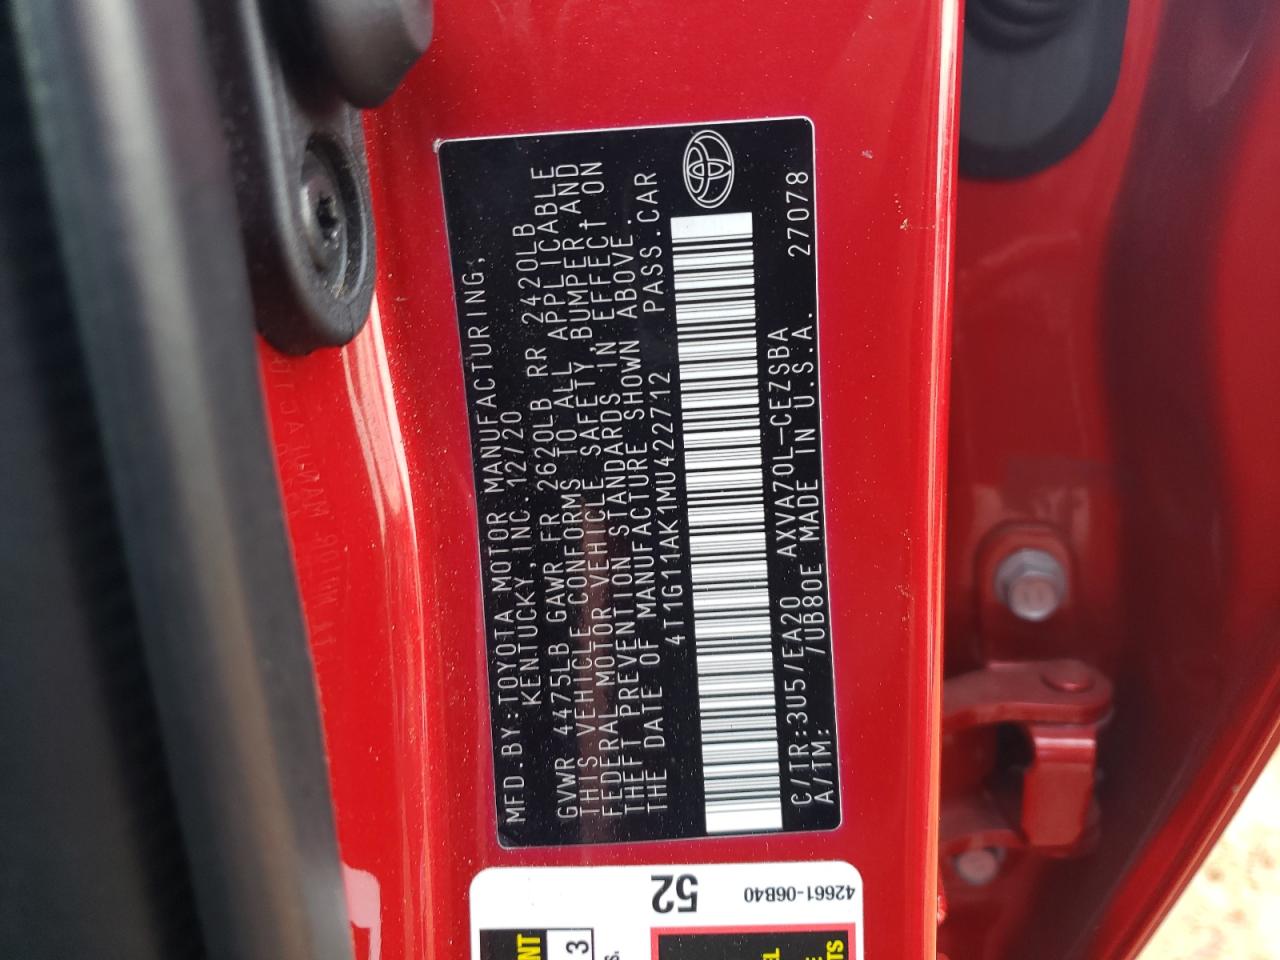 MFD.BY:TOYOTA MOTOR MANUFACTURING,
KENTUCKY,INC.12/20
GVWR 4475LB GAWR FR 2620LB RR 2420LB
THIS VEHICLE CONFORMS TO ALL APPLICABLE
FEDERAL MOTOR VEHICLE SAFETY,BUMPER,AND
THEFT PREVENTION STANDARDS IN EFFECT ON
THE DATE OF MANUFACTURE SHOWN ABOVE.
4T1G11AK1MU422712 PASS.CAR
C/TR:3U5/EA20 AXVA70L-CEZSBA 27078
A/TM: /UB80E MADE IN U.S.A.
52
42661-06B40
3